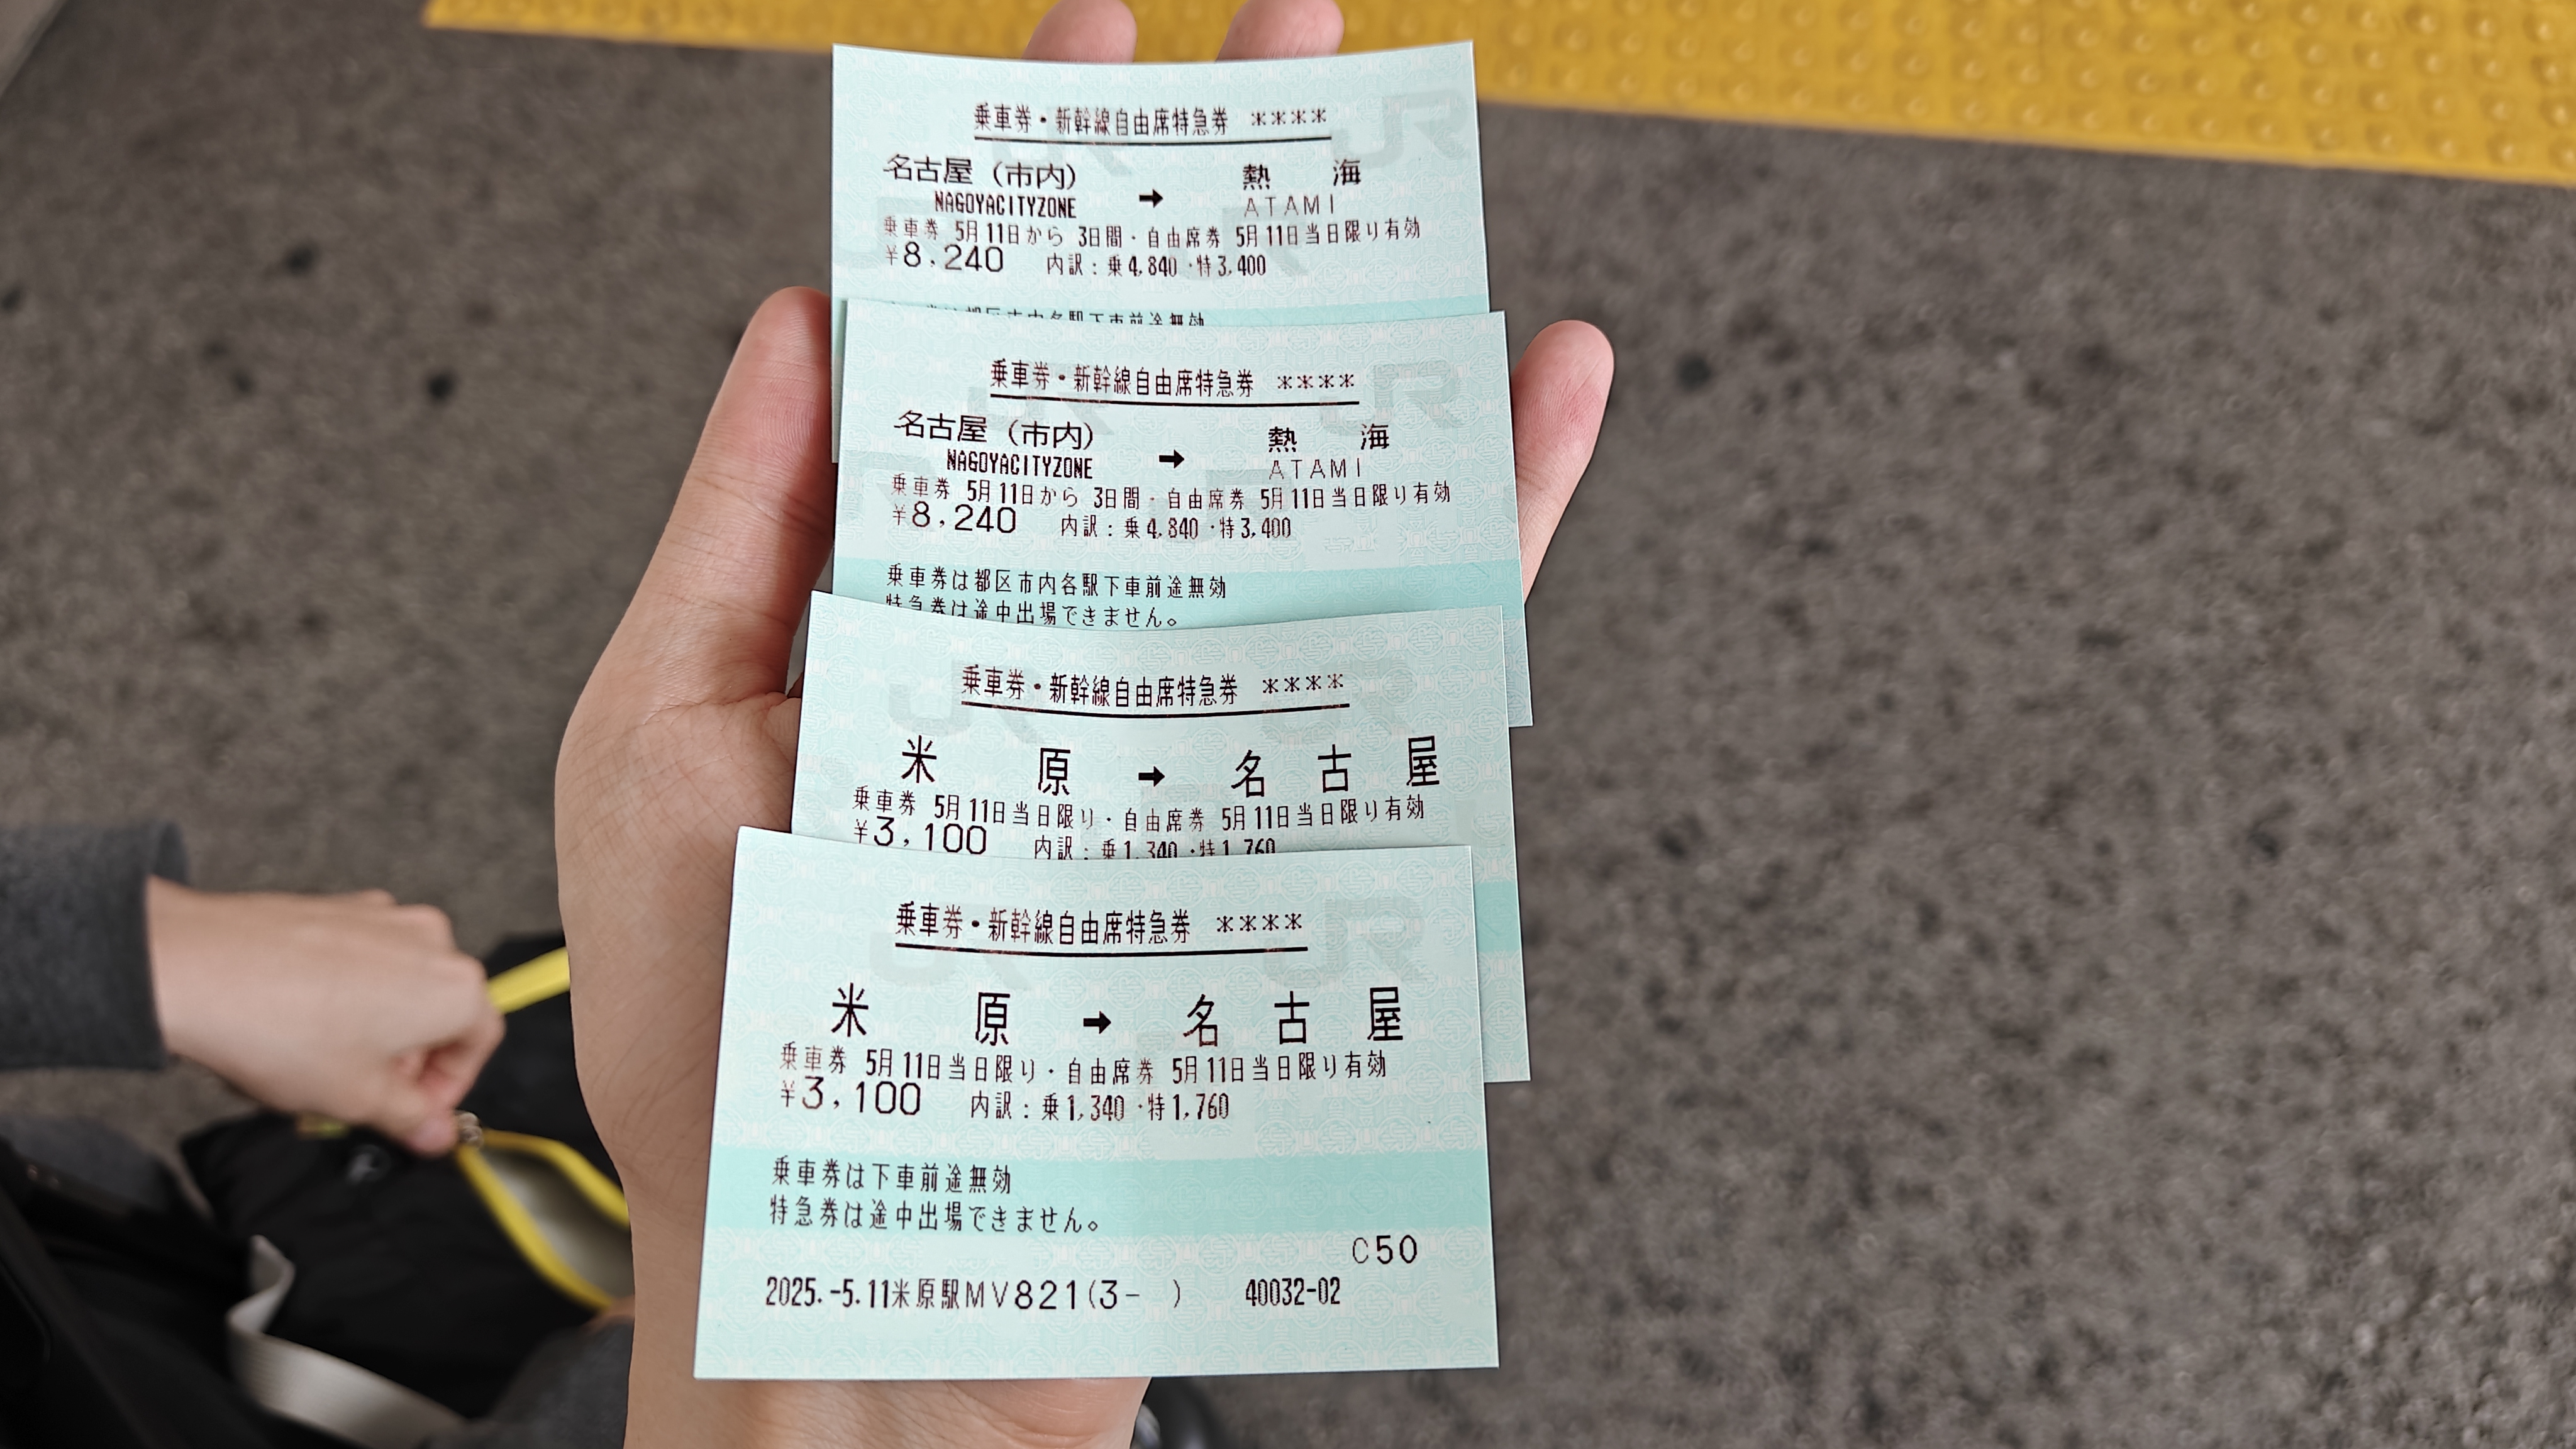 乗車券・新幹線自由席特急券 ****
名古屋(市内) ➡ 熱海
NAGOYACITYZONE ATAMI
乗車券 5月11日から 3日間・自由席券 5月11日当日限り有効
¥8,240 内訳:乗4,840・特3,400
乗車券・新幹線自由席特急券 ****
名古屋(市内) ➡ 熱海
NAGOYACITYZONE ATAMI
乗車券 5月11日から 3日間・自由席券 5月11日当日限り有効
¥8,240 内訳:乗4,840・特3,400
乗車券は都区市内各駅下車前途無効
特急券は途中出場できません。
乗車券・新幹線自由席特急券 ****
米原 ➡ 名古屋
乗車券 5月11日当日限り・自由席券 5月11日当日限り有効
¥3,100 内訳:乗1,340・特1,760
乗車券・新幹線自由席特急券 ****
米原 ➡ 名古屋
乗車券 5月11日当日限り・自由席券 5月11日当日限り有効
¥3,100 内訳:乗1,340・特1,760
乗車券は下車前途無効
特急券は途中出場できません。
C50
2025.-5.11米原駅MV821(3- ) 40032-02